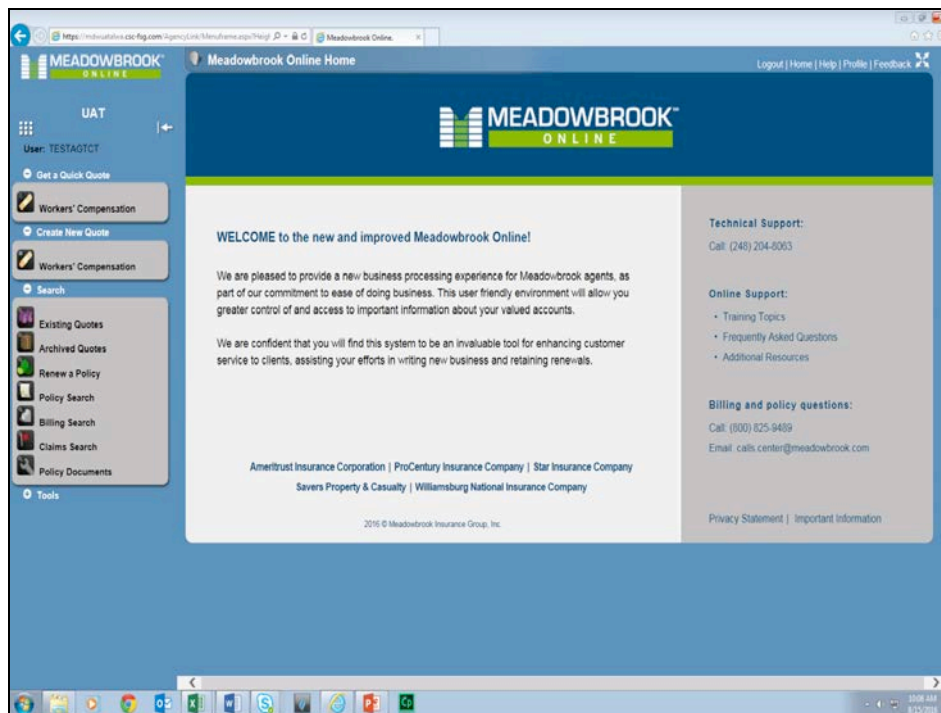 Meadowbrook Online.
MEADOWBROOK™
ONLINE
Meadowbrook Online Home
Logout | Home | Help | Profile | Feedback
UAT
User: TESTAGTCT
Get a Quick Quote
Workers' Compensation
Create New Quote
Workers' Compensation
Search
Existing Quotes
Archived Quotes
Renew a Policy
Policy Search
Billing Search
Claims Search
Policy Documents
Tools
MEADOWBROOK™
ONLINE
WELCOME to the new and improved Meadowbrook Online!
We are pleased to provide a new business processing experience for Meadowbrook agents, as
part of our commitment to ease of doing business. This user friendly environment will allow you
greater control of and access to important information about your valued accounts.
We are confident that you will find this system to be an invaluable tool for enhancing customer
service to clients, assisting your efforts in writing new business and retaining renewals.
Ameritrust Insurance Corporation | ProCentury Insurance Company | Star Insurance Company
Savers Property & Casualty | Williamsburg National Insurance Company
2016 © Meadowbrook Insurance Group, Inc.
Technical Support:
Call: (248) 204-8063
Online Support:
• Training Topics
• Frequently Asked Questions
• Additional Resources
Billing and policy questions:
Call: (800) 825-9489
Email: calls.center@meadowbrook.com
Privacy Statement | Important Information
10:08 AM
8/15/2016